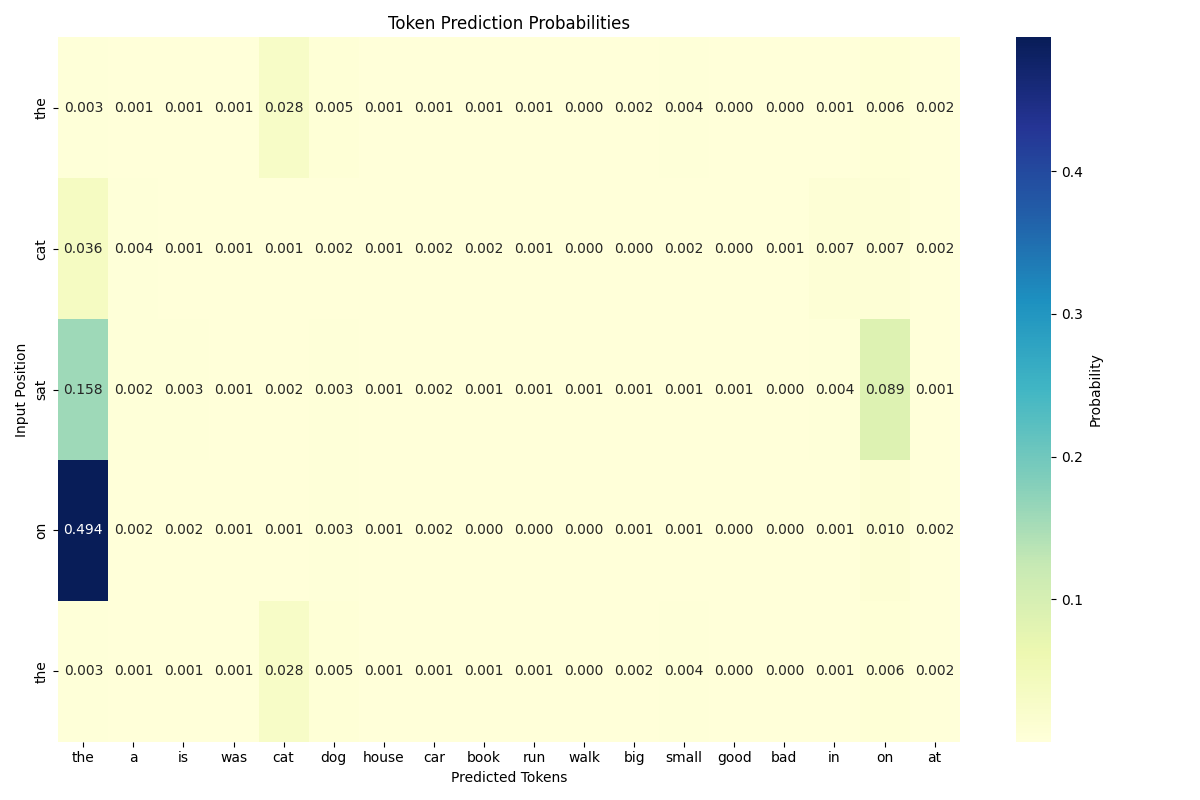 Token Prediction Probabilities
the 0.003 0.001 0.001 0.001 0.028 0.005 0.001 0.001 0.001 0.001 0.000 0.002 0.004 0.000 0.000 0.001 0.006 0.002
cat 0.036 0.004 0.001 0.001 0.001 0.002 0.001 0.002 0.002 0.001 0.000 0.000 0.002 0.000 0.001 0.007 0.007 0.002
sat 0.158 0.002 0.003 0.001 0.002 0.003 0.001 0.002 0.001 0.001 0.001 0.001 0.001 0.001 0.000 0.004 0.089 0.001
on 0.494 0.002 0.002 0.001 0.001 0.003 0.001 0.002 0.000 0.000 0.000 0.001 0.001 0.000 0.000 0.001 0.010 0.002
the 0.003 0.001 0.001 0.001 0.028 0.005 0.001 0.001 0.001 0.001 0.000 0.002 0.004 0.000 0.000 0.001 0.006 0.002
the a is was cat dog house car book run walk big small good bad in on at
Predicted Tokens
Input Position
0.4
0.3
0.2
0.1
Probability